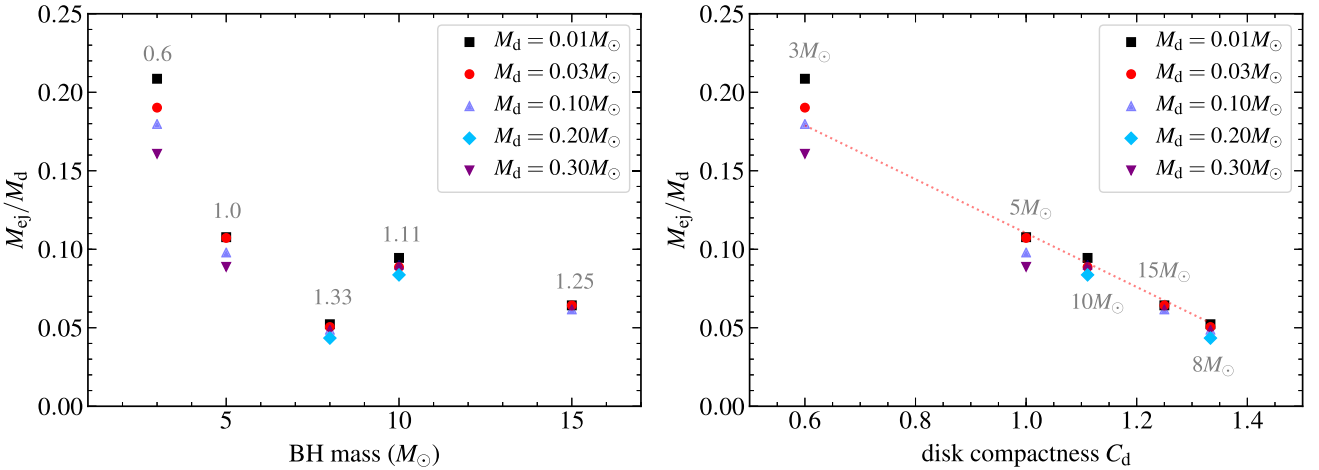 0.25
0.20
0.15
0.10
0.05
0.00
M_ej/M_d
0.6
1.0
1.33
1.11
1.25
M_d = 0.01M_⊙
M_d = 0.03M_⊙
M_d = 0.10M_⊙
M_d = 0.20M_⊙
M_d = 0.30M_⊙
5
10
15
BH mass (M_⊙)
0.25
0.20
0.15
0.10
0.05
0.00
M_ej/M_d
3M_⊙
5M_⊙
15M_⊙
10M_⊙
8M_⊙
M_d = 0.01M_⊙
M_d = 0.03M_⊙
M_d = 0.10M_⊙
M_d = 0.20M_⊙
M_d = 0.30M_⊙
0.6
0.8
1.0
1.2
1.4
disk compactness C_d